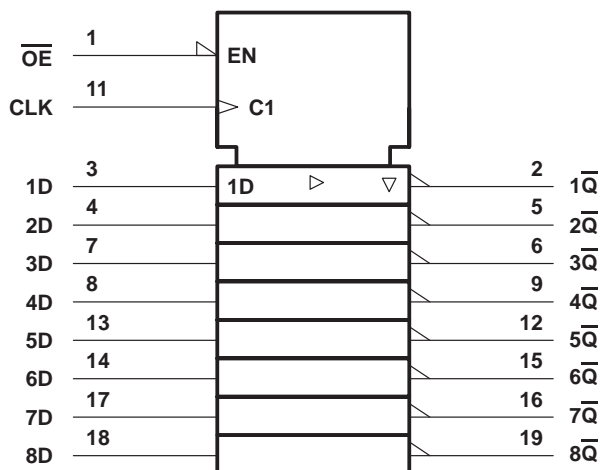 1
O̅E̅ EN
11
CLK C1
3 2
1D 1D 1Q̅
4 5
2D 2Q̅
7 6
3D 3Q̅
8 9
4D 4Q̅
13 12
5D 5Q̅
14 15
6D 6Q̅
17 16
7D 7Q̅
18 19
8D 8Q̅